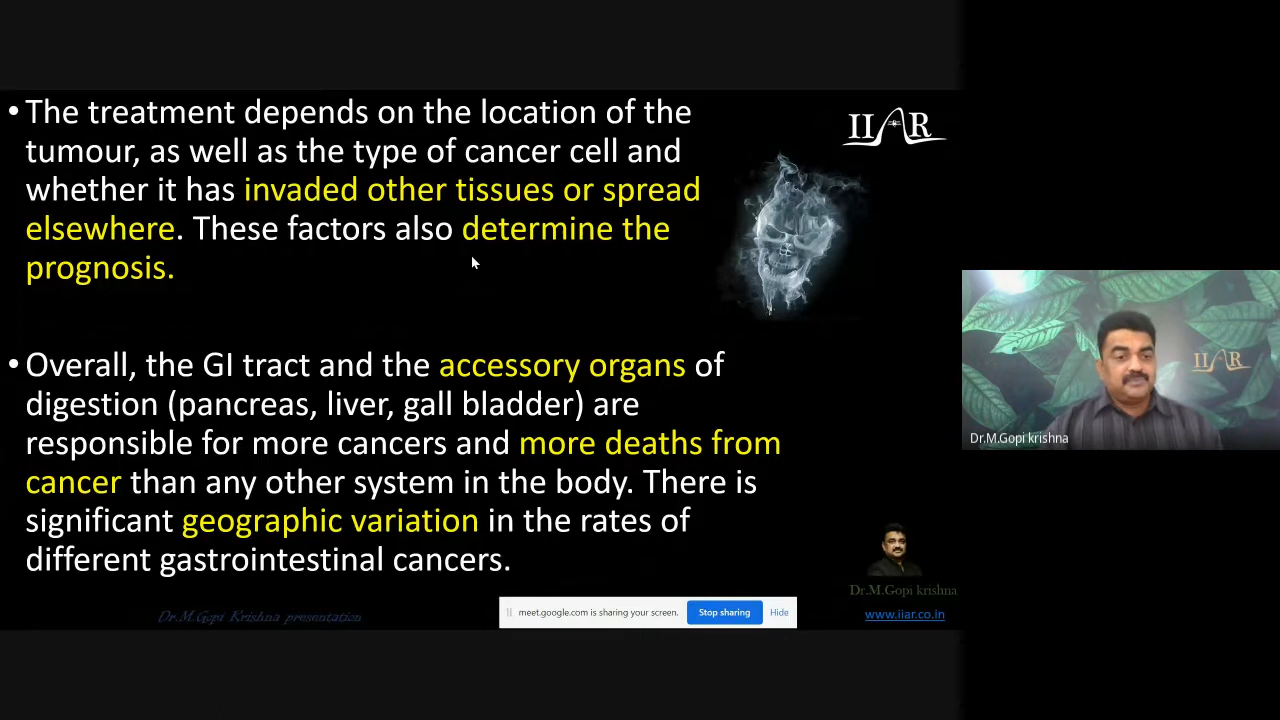 • The treatment depends on the location of the
tumour, as well as the type of cancer cell and
whether it has invaded other tissues or spread
elsewhere. These factors also determine the
prognosis.
• Overall, the GI tract and the accessory organs of
digestion (pancreas, liver, gall bladder) are
responsible for more cancers and more deaths from
cancer than any other system in the body. There is
significant geographic variation in the rates of
different gastrointestinal cancers.
IIAR
IIAR
Dr.M.Gopi krishna
Dr.M.Gopi krishna
www.iiar.co.in
Dr.M.Gopi Krishna presentation
meet.google.com is sharing your screen. Stop sharing Hide